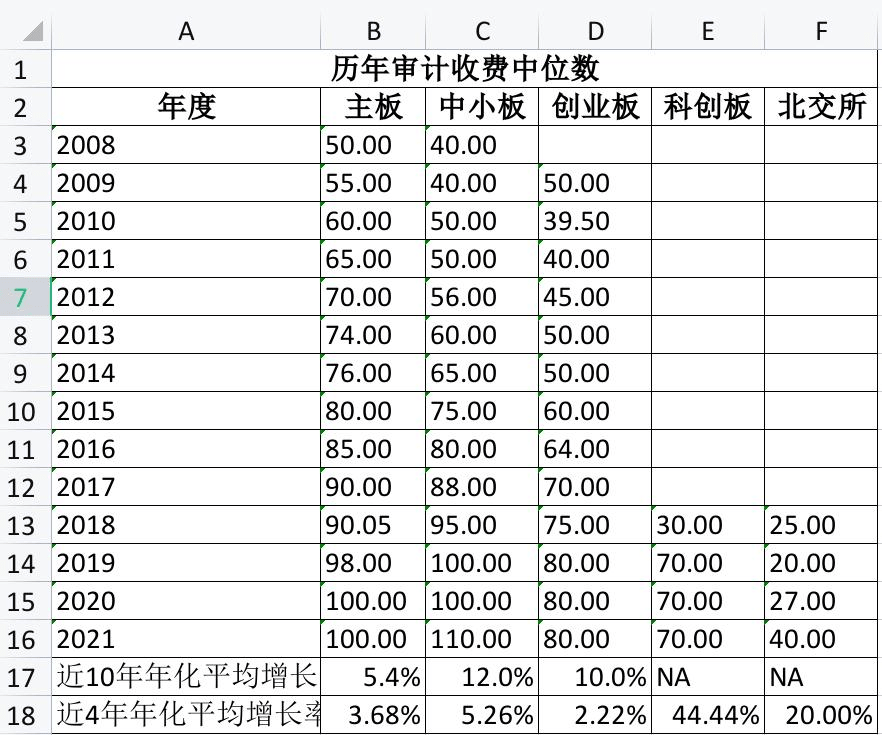 A B C D E F
1 历年审计收费中位数
2 年度 主板 中小板 创业板 科创板 北交所
3 2008 50.00 40.00
4 2009 55.00 40.00 50.00
5 2010 60.00 50.00 39.50
6 2011 65.00 50.00 40.00
7 2012 70.00 56.00 45.00
8 2013 74.00 60.00 50.00
9 2014 76.00 65.00 50.00
10 2015 80.00 75.00 60.00
11 2016 85.00 80.00 64.00
12 2017 90.00 88.00 70.00
13 2018 90.05 95.00 75.00 30.00 25.00
14 2019 98.00 100.00 80.00 70.00 20.00
15 2020 100.00 100.00 80.00 70.00 27.00
16 2021 100.00 110.00 80.00 70.00 40.00
17 近10年年化平均增长 5.4% 12.0% 10.0% NA NA
18 近4年年化平均增长率 3.68% 5.26% 2.22% 44.44% 20.00%